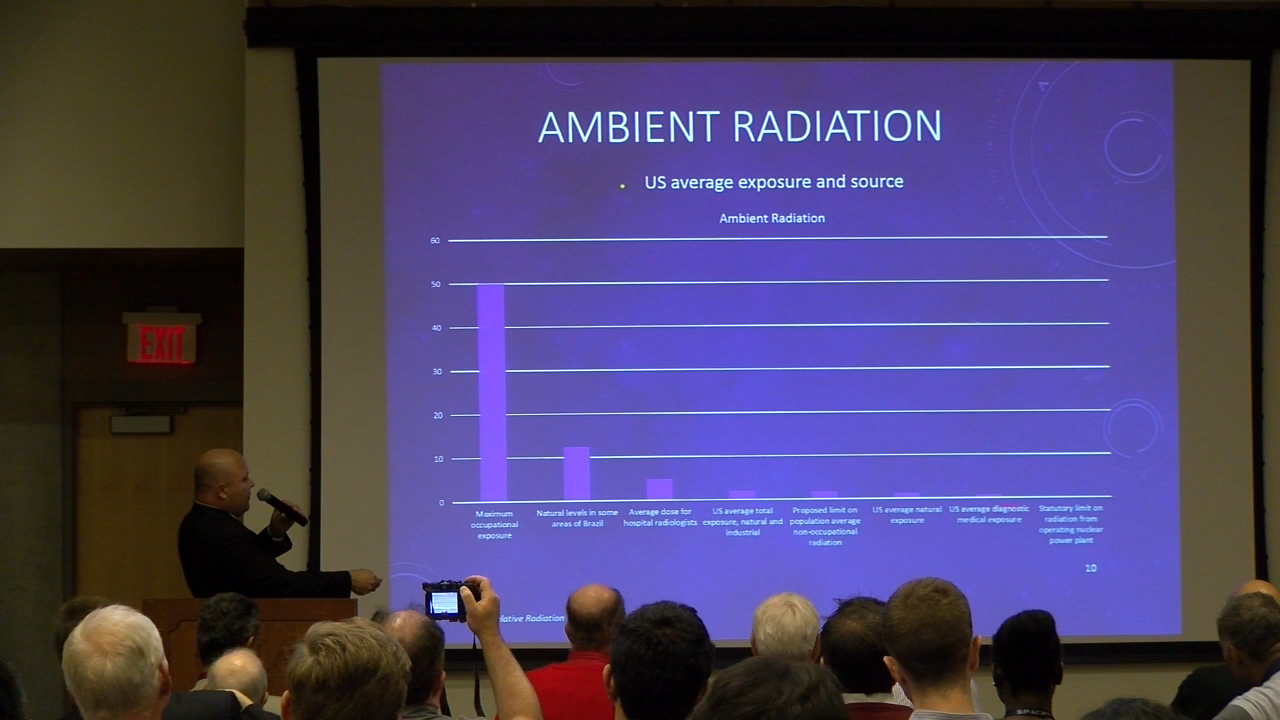 AMBIENT RADIATION
US average exposure and source
Ambient Radiation
60
50
40
30
20
10
0
Maximum
occupational
exposure
Natural levels in some
areas of Brazil
Average dose for
hospital radiologists
US average total
exposure, natural and
industrial
Proposed limit on
population average
non-occupational
radiation
US average natural
exposure
US average diagnostic
medical exposure
Statutory limit on
radiation from
operating nuclear
power plant
10
Radiation
EXIT